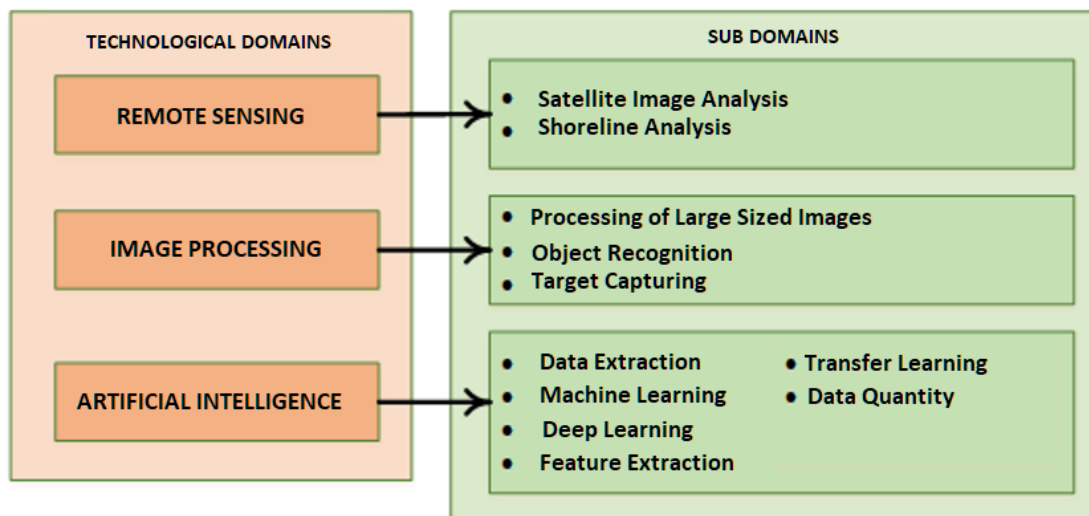 TECHNOLOGICAL DOMAINS
REMOTE SENSING
IMAGE PROCESSING
ARTIFICIAL INTELLIGENCE
SUB DOMAINS
• Satellite Image Analysis
• Shoreline Analysis
• Processing of Large Sized Images
• Object Recognition
• Target Capturing
• Data Extraction
• Machine Learning
• Deep Learning
• Feature Extraction
• Transfer Learning
• Data Quantity